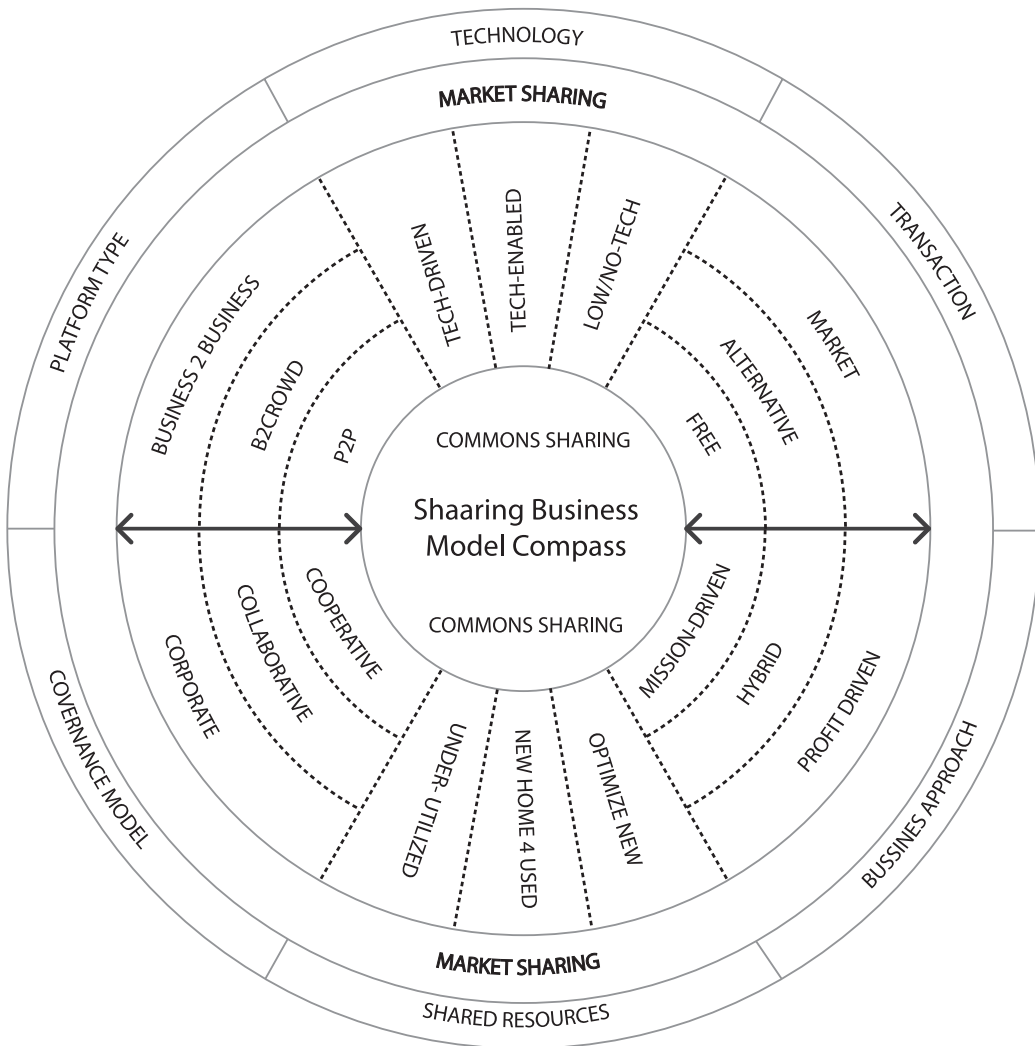 TECHNOLOGY
MARKET SHARING
PLATFORM TYPE
TRANSACTION
TECH-DRIVEN
TECH-ENABLED
LOW/NO-TECH
BUSINESS 2 BUSINESS
B2CROWD
P2P
FREE
ALTERNATIVE
MARKET
COMMONS SHARING
Shaaring Business
Model Compass
COMMONS SHARING
CORPORATE
COLLABORATIVE
COOPERATIVE
MISSION-DRIVEN
HYBRID
PROFIT DRIVEN
UNDER- UTILIZED
NEW HOME 4 USED
OPTIMIZE NEW
COVERNANCE MODEL
BUSSINES APPROACH
MARKET SHARING
SHARED RESOURCES